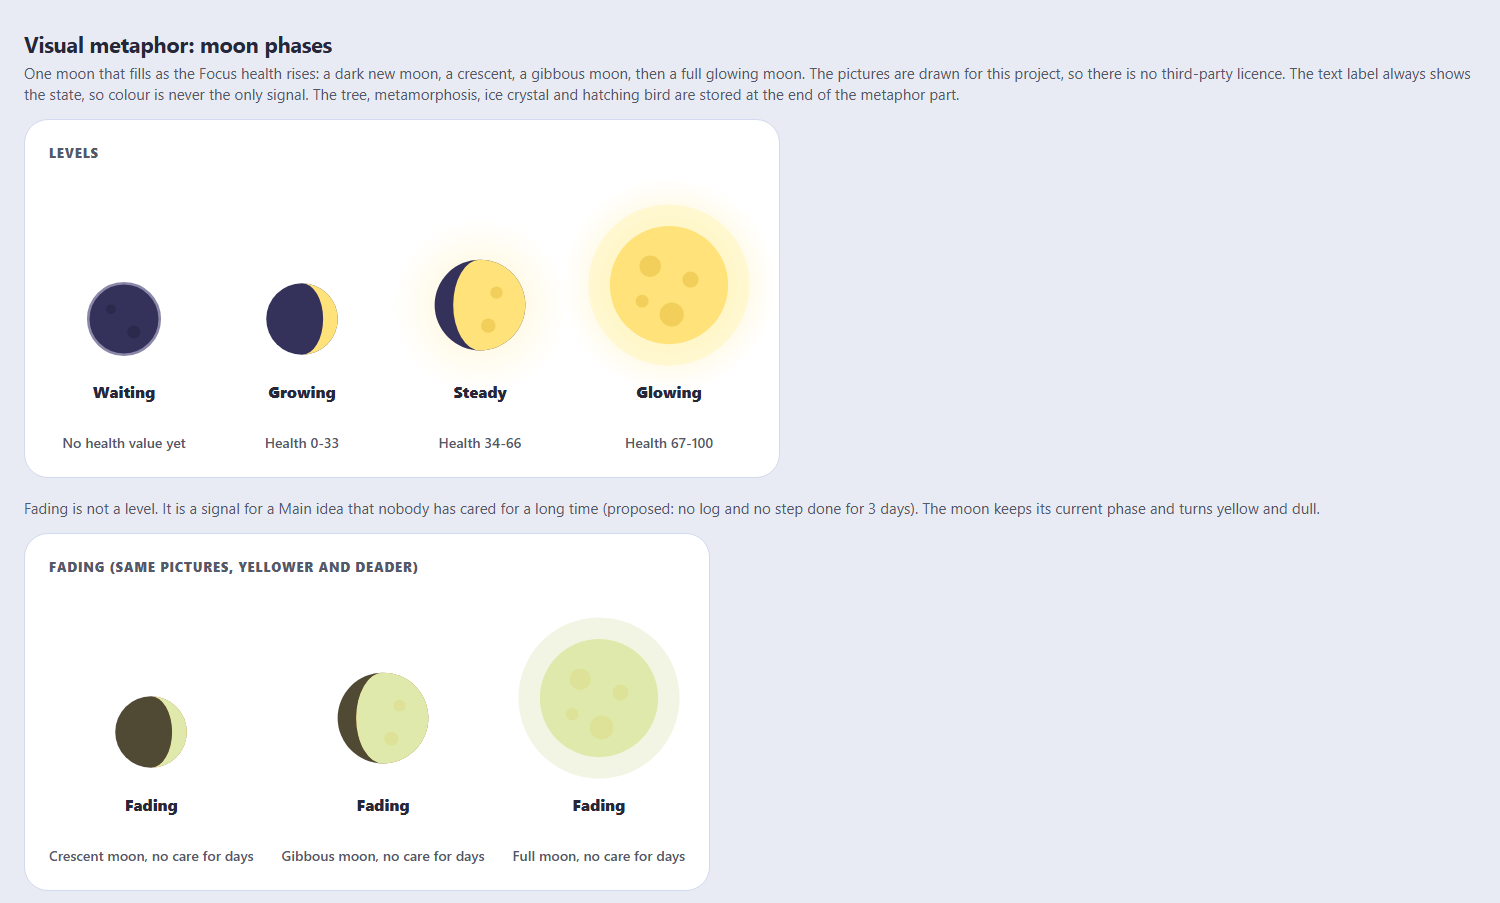 Visual metaphor: moon phases
One moon that fills as the Focus health rises: a dark new moon, a crescent, a gibbous moon, then a full glowing moon. The pictures are drawn for this project, so there is no third-party licence. The text label always shows
the state, so colour is never the only signal. The tree, metamorphosis, ice crystal and hatching bird are stored at the end of the metaphor part.
LEVELS
Waiting Growing Steady Glowing
No health value yet Health 0-33 Health 34-66 Health 67-100
Fading is not a level. It is a signal for a Main idea that nobody has cared for a long time (proposed: no log and no step done for 3 days). The moon keeps its current phase and turns yellow and dull.
FADING (SAME PICTURES, YELLOWER AND DEADER)
Fading Fading Fading
Crescent moon, no care for days Gibbous moon, no care for days Full moon, no care for days